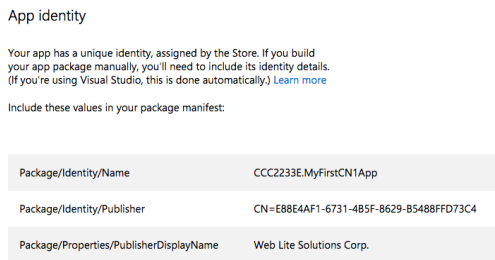 App identity
Your app has a unique identity, assigned by the Store. If you build
your app package manually, you'll need to include its identity details.
(If you're using Visual Studio, this is done automatically.) Learn more
Include these values in your package manifest:
Package/Identity/Name CCC2233E.MyFirstCN1App
Package/Identity/Publisher CN=E88E4AF1-6731-4B5F-8629-B5488FFD73C4
Package/Properties/PublisherDisplayName Web Lite Solutions Corp.